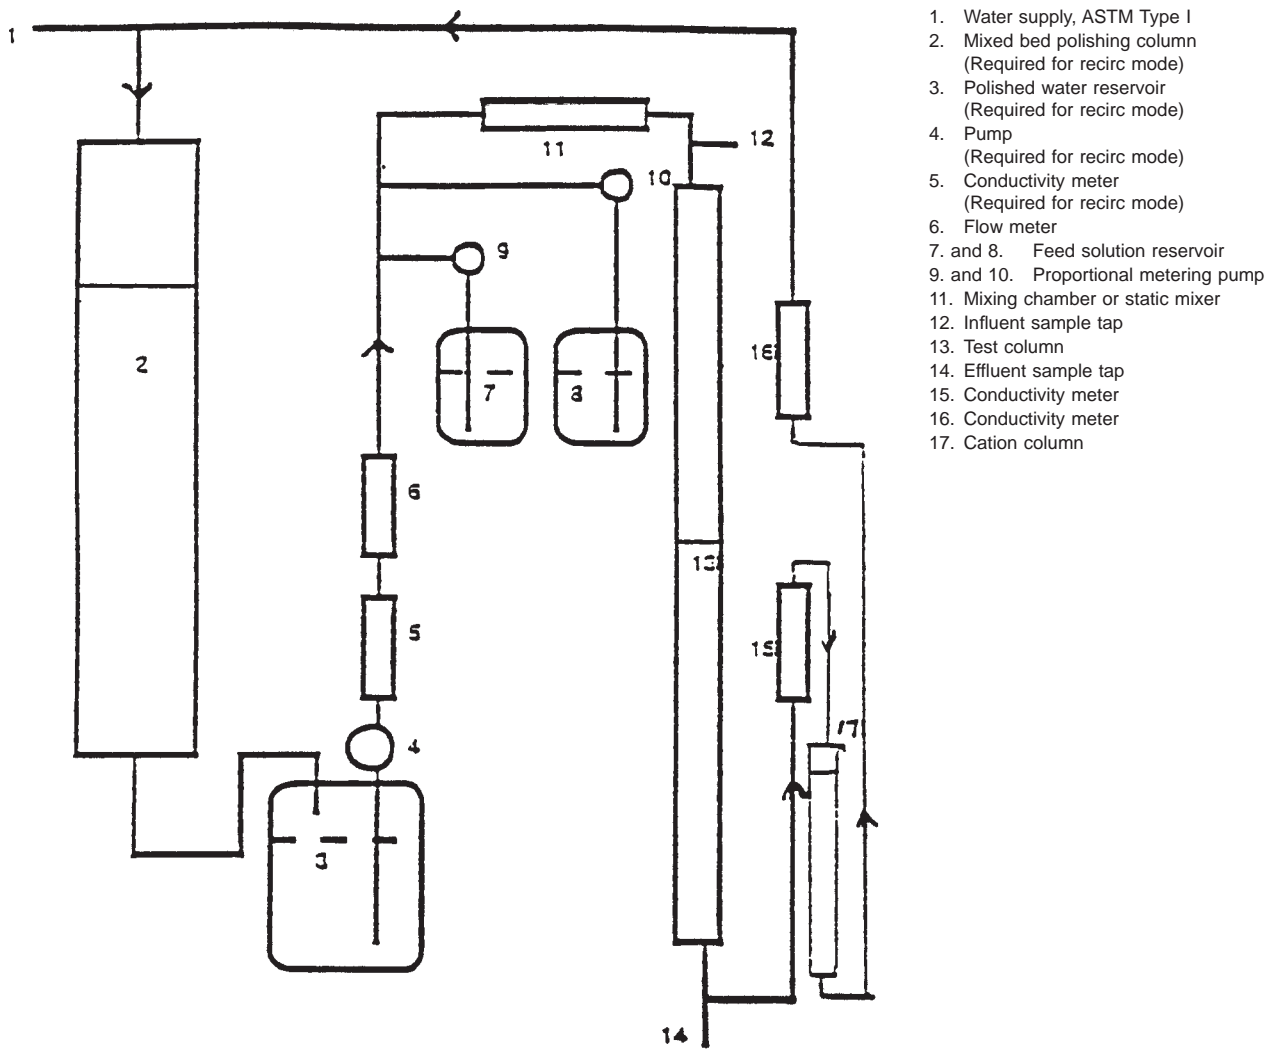 1
12
11
10
9
2
7
8
16
6
13
5
15
17
4
3
14
1. Water supply, ASTM Type I
2. Mixed bed polishing column
(Required for recirc mode)
3. Polished water reservoir
(Required for recirc mode)
4. Pump
(Required for recirc mode)
5. Conductivity meter
(Required for recirc mode)
6. Flow meter
7. and 8. Feed solution reservoir
9. and 10. Proportional metering pump
11. Mixing chamber or static mixer
12. Influent sample tap
13. Test column
14. Effluent sample tap
15. Conductivity meter
16. Conductivity meter
17. Cation column